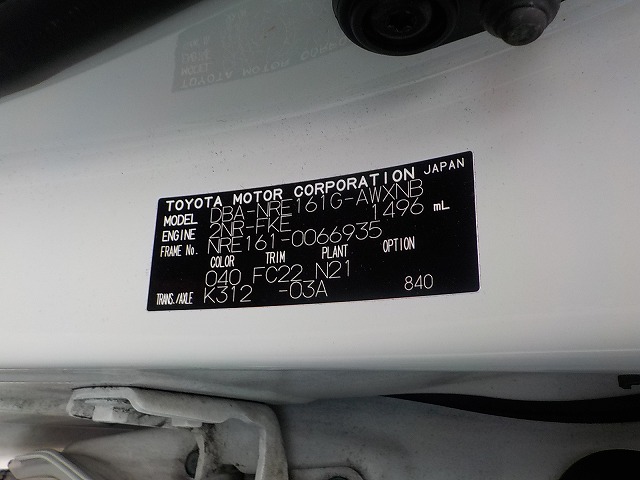 TOYOTA MOTOR CORPORATION JAPAN
MODEL DBA-NRE161G-AWXNB
ENGINE 2NR-FKE 1496 mL
FRAME No. NRE161-0066935
COLOR TRIM PLANT OPTION
040 FC22 N21
TRANS./AXLE K312 -03A 840